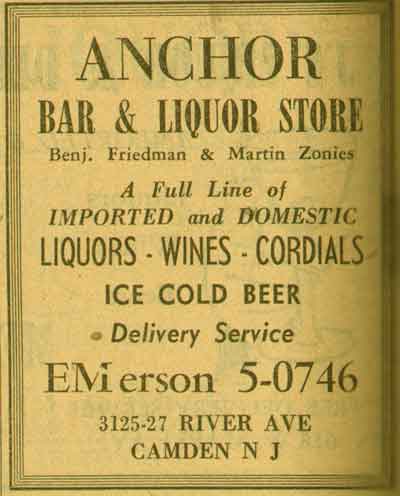 ANCHOR
BAR & LIQUOR STORE
Benj. Friedman & Martin Zonies
A Full Line of
IMPORTED and DOMESTIC
LIQUORS - WINES - CORDIALS
ICE COLD BEER
Delivery Service
EMerson 5-0746
3125-27 RIVER AVE
CAMDEN N J